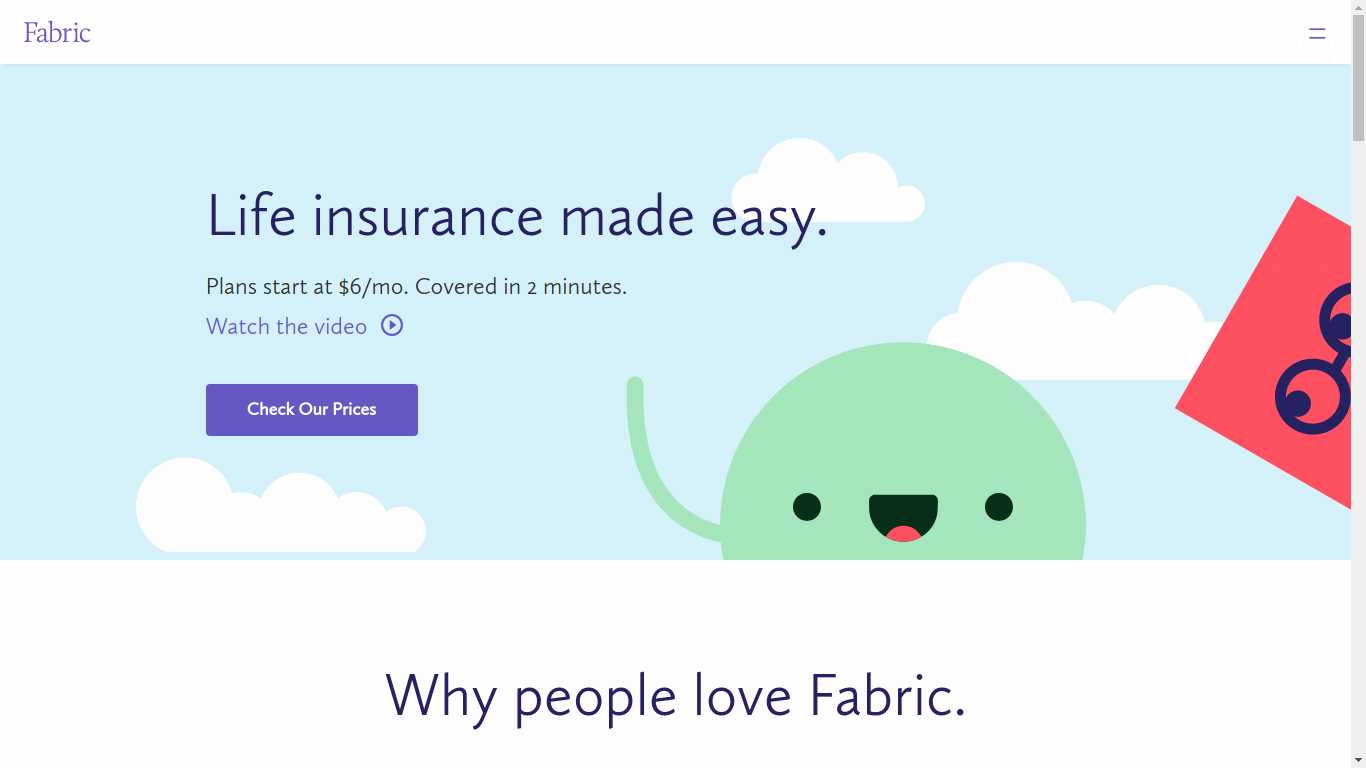 Fabric
Life insurance made easy.
Plans start at $6/mo. Covered in 2 minutes.
Watch the video
Check Our Prices
Why people love Fabric.